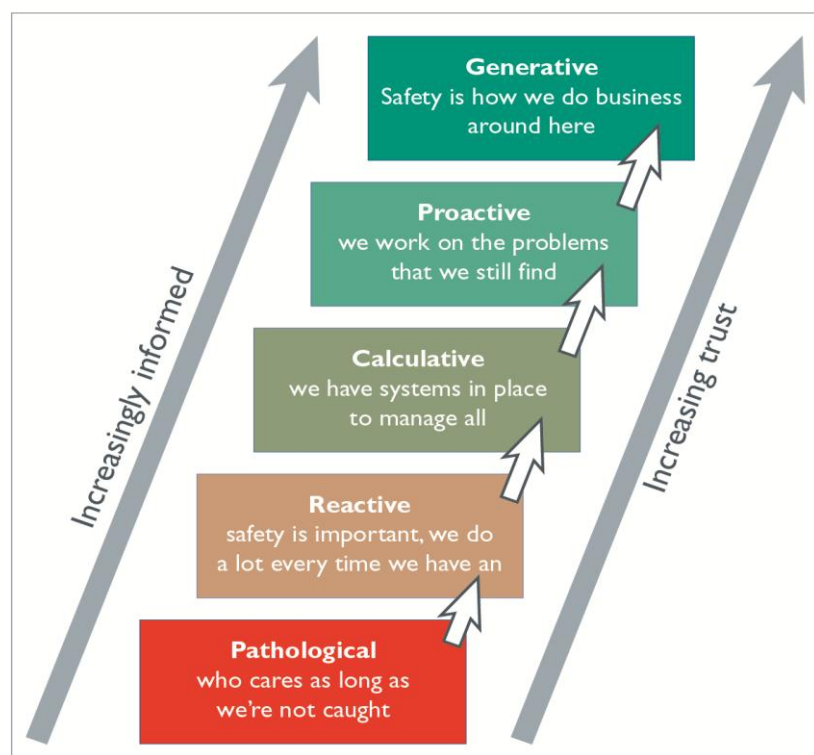 Generative
Safety is how we do business
around here
Proactive
we work on the problems
that we still find
Calculative
we have systems in place
to manage all
Reactive
safety is important, we do
a lot every time we have an
Pathological
who cares as long as
we're not caught
Increasingly informed
Increasing trust